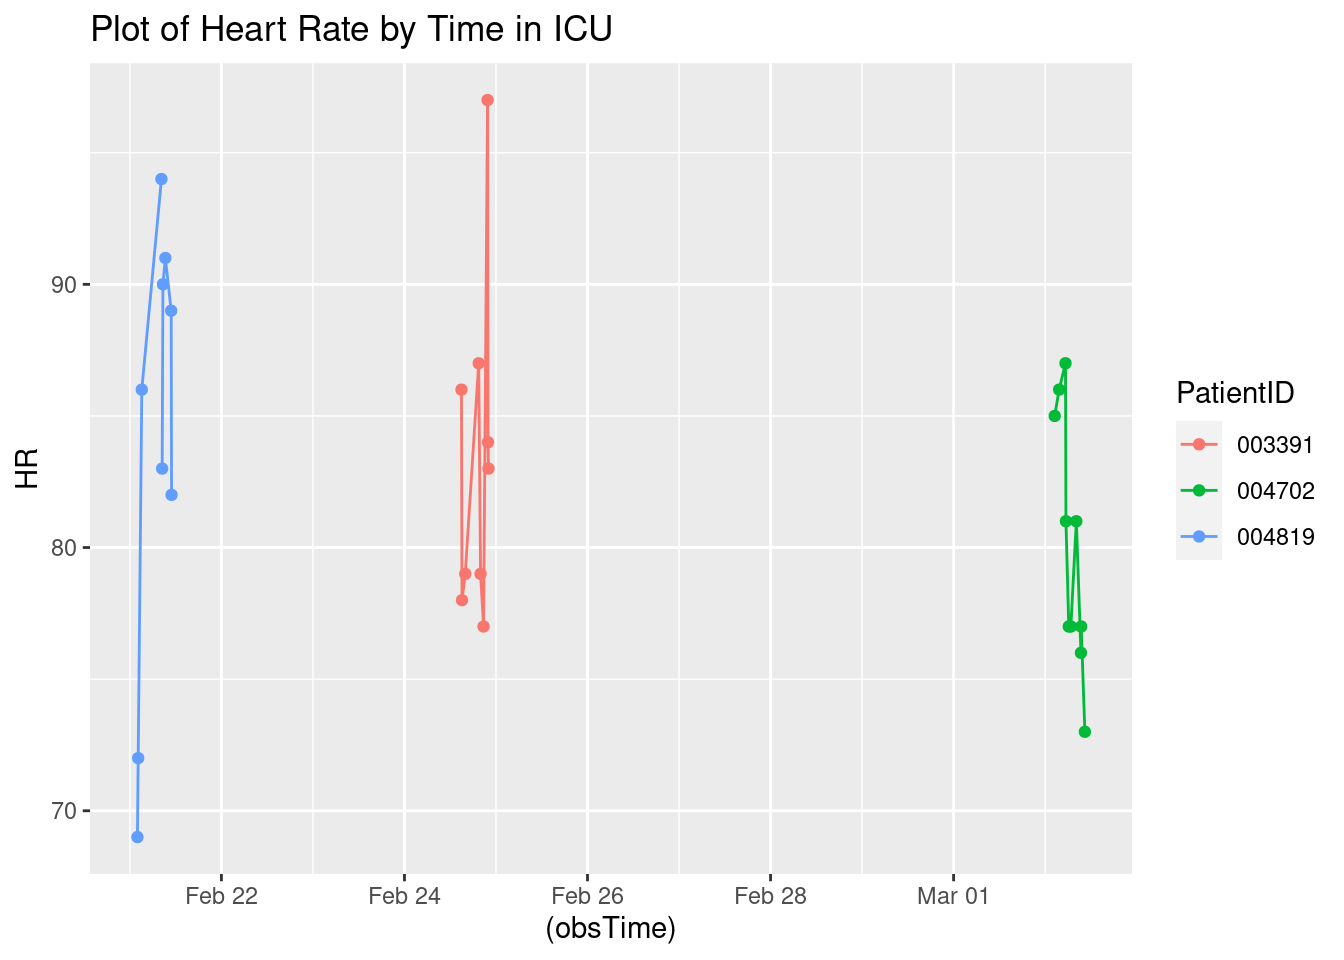 Plot of Heart Rate by Time in ICU
HR
90
80
70
Feb 22 Feb 24 Feb 26 Feb 28 Mar 01
(obsTime)
PatientID
003391
004702
004819